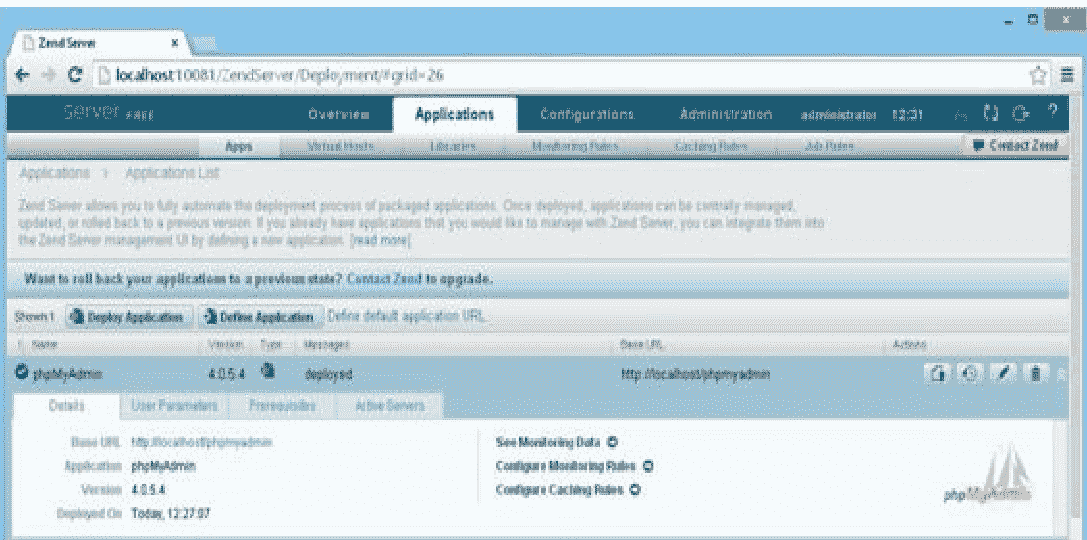 Zend Server
localhost:10081/ZendServer/Deployment/#grid=26
server Overview Applications Configurations Administration administrator 12:31 ?
Apps Virtual Hosts Libraries Monitoring Rules Caching Rules Job Rules Contact Zend
Applications > Applications List
Zend Server allows you to fully automate the deployment process of packaged applications. Once deployed, applications can be centrally managed,
updated, or rolled back to a previous version. If you already have applications that you would like to manage with Zend Server, you can integrate them into
the Zend Server management UI by defining a new application. [read more]
Want to roll back your applications to a previous state? Contact Zend to upgrade.
Shown 1 Deploy Application Define Application Define default application URL
Name Version Type Messages Base URL Actions
phpMyAdmin 4.0.5.4 deployed http://localhost/phpmyadmin
Details User Parameters Prerequisites Active Servers
Base URL http://localhost/phpmyadmin
Application phpMyAdmin
Version 4.0.5.4
Deployed On Today, 12:27:07
See Monitoring Data
Configure Monitoring Rules
Configure Caching Rules
phpMyAdmin